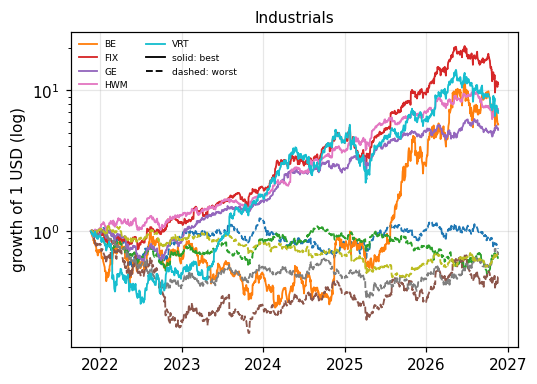 Industrials
BE
FIX
GE
HWM
VRT
solid: best
dashed: worst
growth of 1 USD (log)
10¹
10⁰
2022 2023 2024 2025 2026 2027